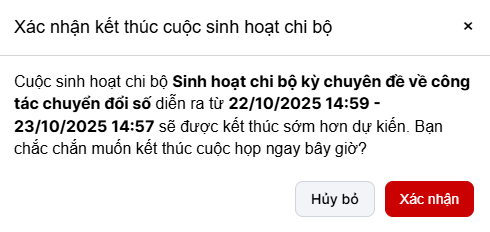 Xác nhận kết thúc cuộc sinh hoạt chi bộ ×
Cuộc sinh hoạt chi bộ Sinh hoạt chi bộ kỳ chuyên đề về công
tác chuyển đổi số diễn ra từ 22/10/2025 14:59 -
23/10/2025 14:57 sẽ được kết thúc sớm hơn dự kiến. Bạn
chắc chắn muốn kết thúc cuộc họp ngay bây giờ?
Hủy bỏ Xác nhận